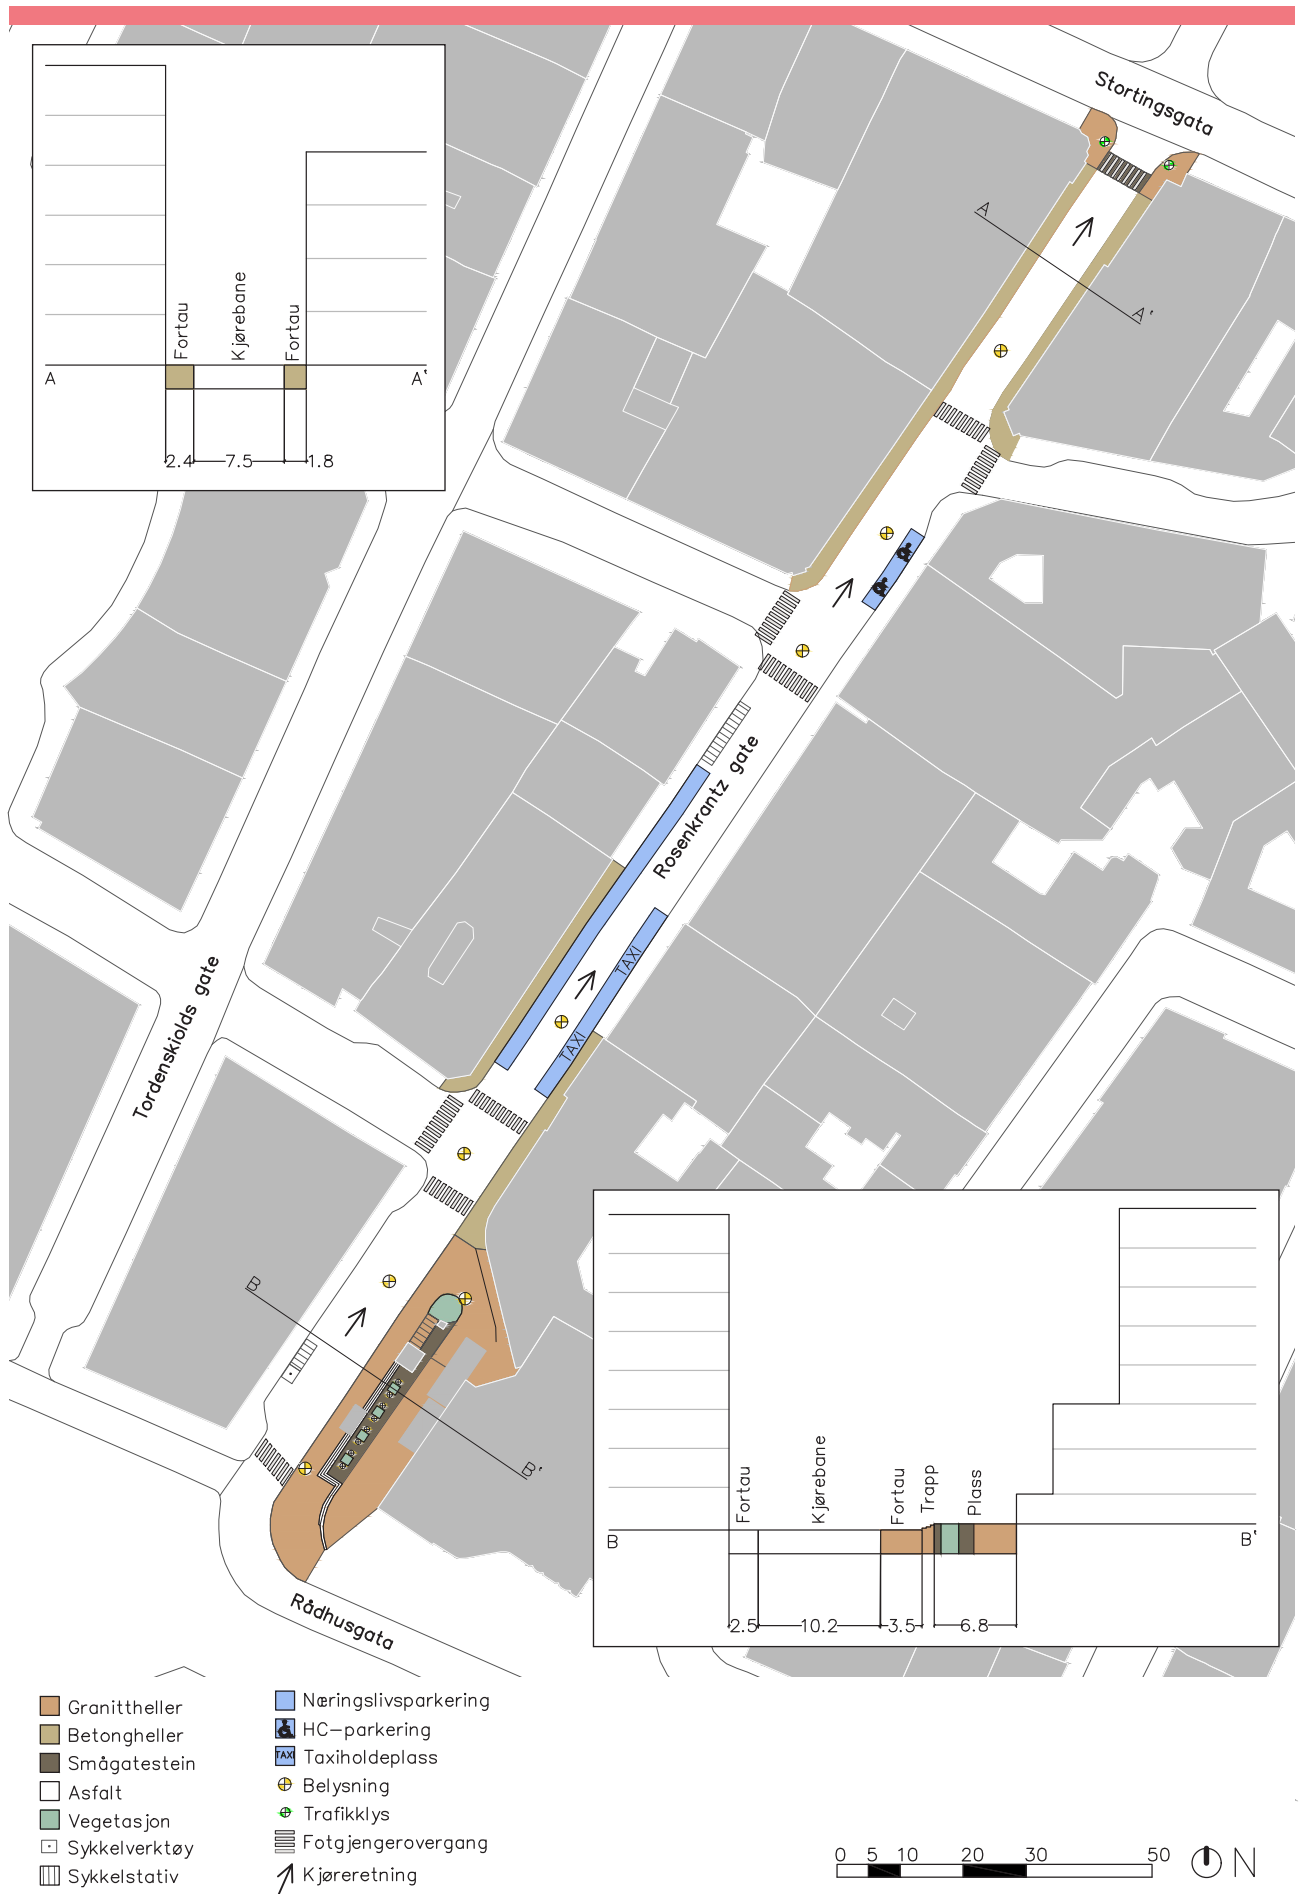 Stortingsgata
A
A'
Fortau
Kjørebane
Fortau
A
A'
2.4
7.5
1.8
Rosenkrantz gate
TAXI
TAXI
Tordenskiolds gate
B
B'
Rådhusgata
Fortau
Kjørebane
Fortau
Trapp
Plass
B
B'
2.5
10.2
3.5
6.8
Granittheller
Betongheller
Smågatestein
Asfalt
Vegetasjon
Sykkelverktøy
Sykkelstativ
Næringslivsparkering
HC-parkering
TAXI Taxiholdeplass
Belysning
Trafikklys
Fotgjengerovergang
Kjøreretning
0 5 10 20 30 50
N